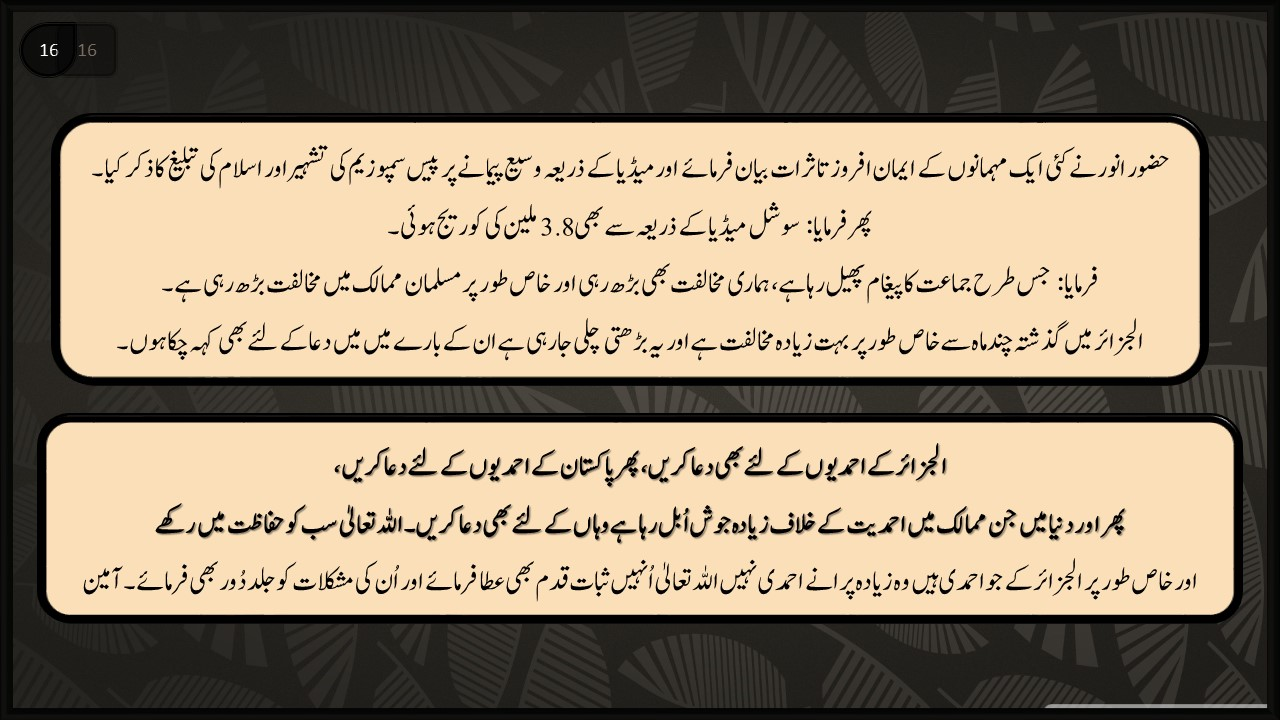 16
16
حضور انور نے کئی ایک مہمانوں کے ایمان افروز تاثرات بیان فرمائے اور میڈیا کے ذریعہ وسیع پیمانے پر پیس سمپوزیم کی تشہیر اور اسلام کی تبلیغ کا ذکر کیا۔
پھر فرمایا: سوشل میڈیا کے ذریعہ سے بھی 3.8 ملین کی کوریج ہوئی۔
فرمایا: جس طرح جماعت کا پیغام پھیل رہا ہے، ہماری مخالفت بھی بڑھ رہی اور خاص طور پر مسلمان ممالک میں مخالفت بڑھ رہی ہے۔
الجزائر میں گذشتہ چند ماہ سے خاص طور پر بہت زیادہ مخالفت ہے اور یہ بڑھتی چلی جا رہی ہے ان کے بارے میں میں دعا کے لئے بھی کہہ چکا ہوں۔
الجزائر کے احمدیوں کے لئے بھی دعا کریں، پھر پاکستان کے احمدیوں کے لئے دعا کریں،
پھر اور دنیا میں جن ممالک میں احمدیت کے خلاف زیادہ جوش اُبل رہا ہے وہاں کے لئے بھی دعا کریں۔ اللہ تعالیٰ سب کو حفاظت میں رکھے
اور خاص طور پر الجزائر کے جو احمدی ہیں وہ زیادہ پرانے احمدی نہیں اللہ تعالیٰ اُنہیں ثبات قدم بھی عطا فرمائے اور اُن کی مشکلات کو جلد دُور بھی فرمائے۔ آمین